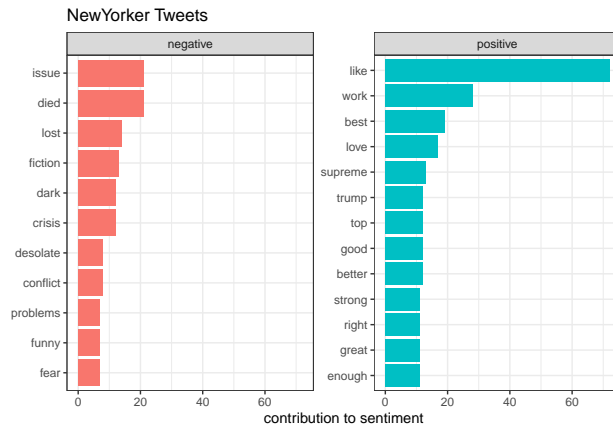 NewYorker Tweets
negative
issue
died
lost
fiction
dark
crisis
desolate
conflict
problems
funny
fear
0 20 40 60
positive
like
work
best
love
supreme
trump
top
good
better
strong
right
great
enough
0 20 40 60
contribution to sentiment